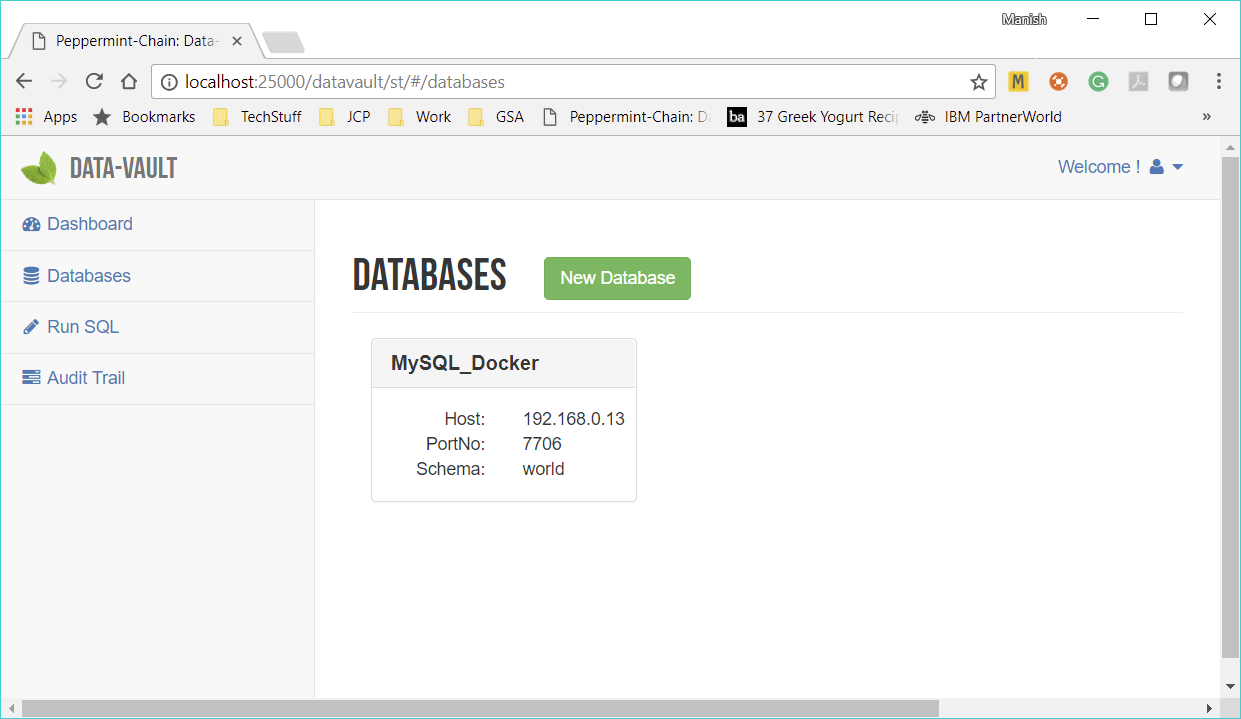 Manish
Peppermint-Chain: Data-
localhost:25000/datavault/st/#/databases
M G
Apps Bookmarks TechStuff JCP Work GSA Peppermint-Chain: D ba 37 Greek Yogurt Recip IBM PartnerWorld »
DATA-VAULT Welcome !
Dashboard
Databases
Run SQL
Audit Trail
DATABASES New Database
MySQL_Docker
Host: 192.168.0.13
PortNo: 7706
Schema: world